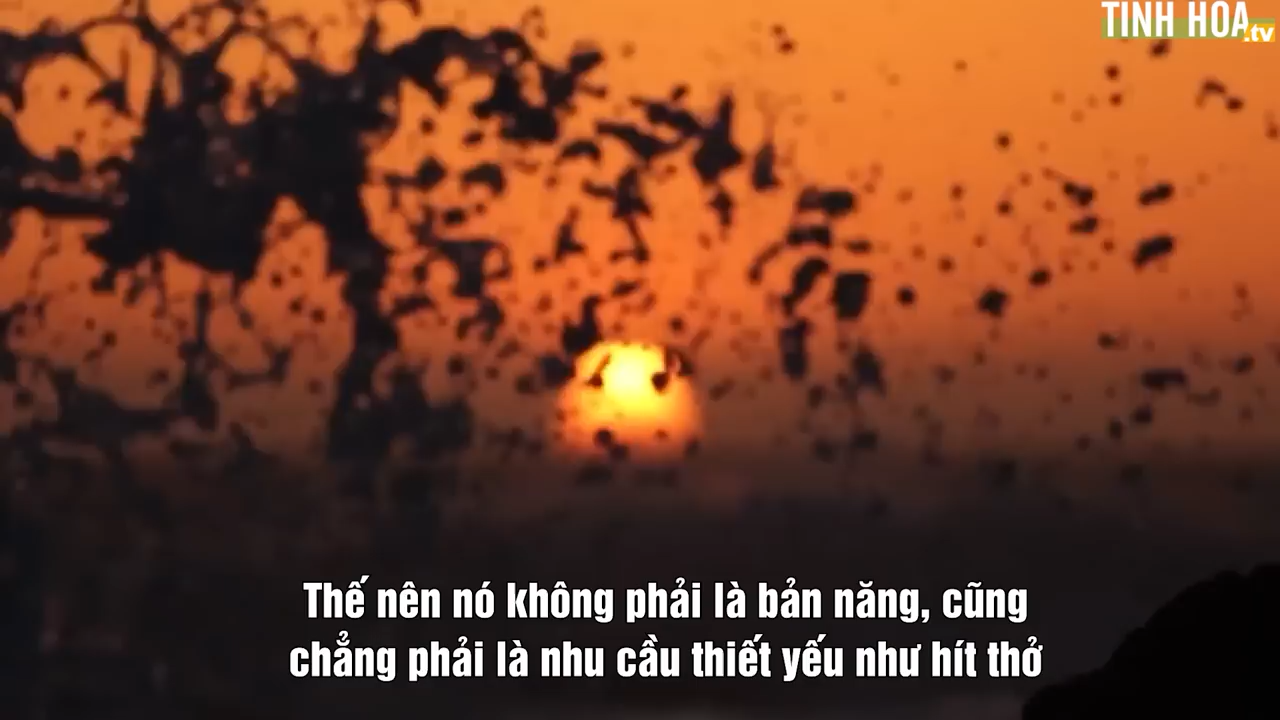 TINH HOA
.tv
Thế nên nó không phải là bản năng, cũng
chẳng phải là nhu cầu thiết yếu như hít thở